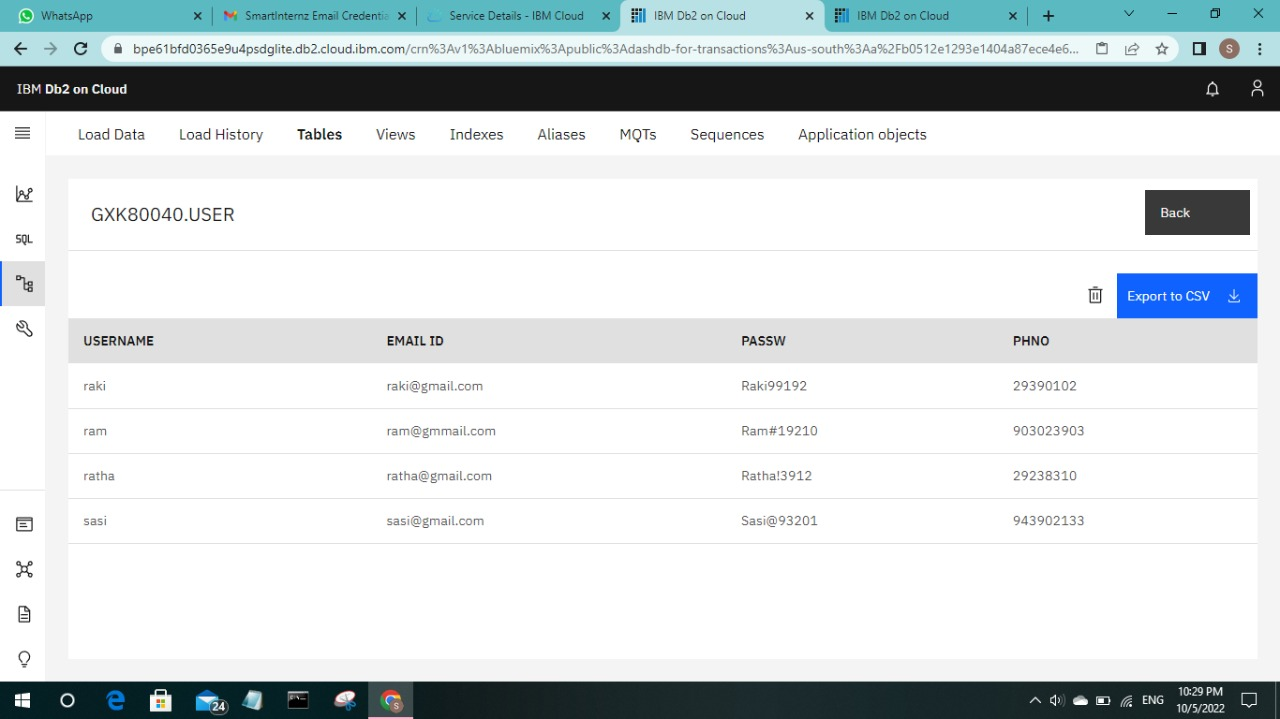 WhatsApp
SmartInternz Email Credentia
Service Details - IBM Cloud
IBM Db2 on Cloud
IBM Db2 on Cloud
bpe61bfd0365e9u4psdglite.db2.cloud.ibm.com/crn%3Av1%3Abluemix%3Apublic%3Adashdb-for-transactions%3Aus-south%3Aa%2Fb0512e1293e1404a87ece4e6...
S
IBM Db2 on Cloud
Load Data Load History Tables Views Indexes Aliases MQTs Sequences Application objects
SQL
GXK80040.USER
Back
Export to CSV
USERNAME EMAIL ID PASSW PHNO
raki raki@gmail.com Raki99192 29390102
ram ram@gmmail.com Ram#19210 903023903
ratha ratha@gmail.com Ratha!3912 29238310
sasi sasi@gmail.com Sasi@93201 943902133
24
S
ENG
10:29 PM
10/5/2022